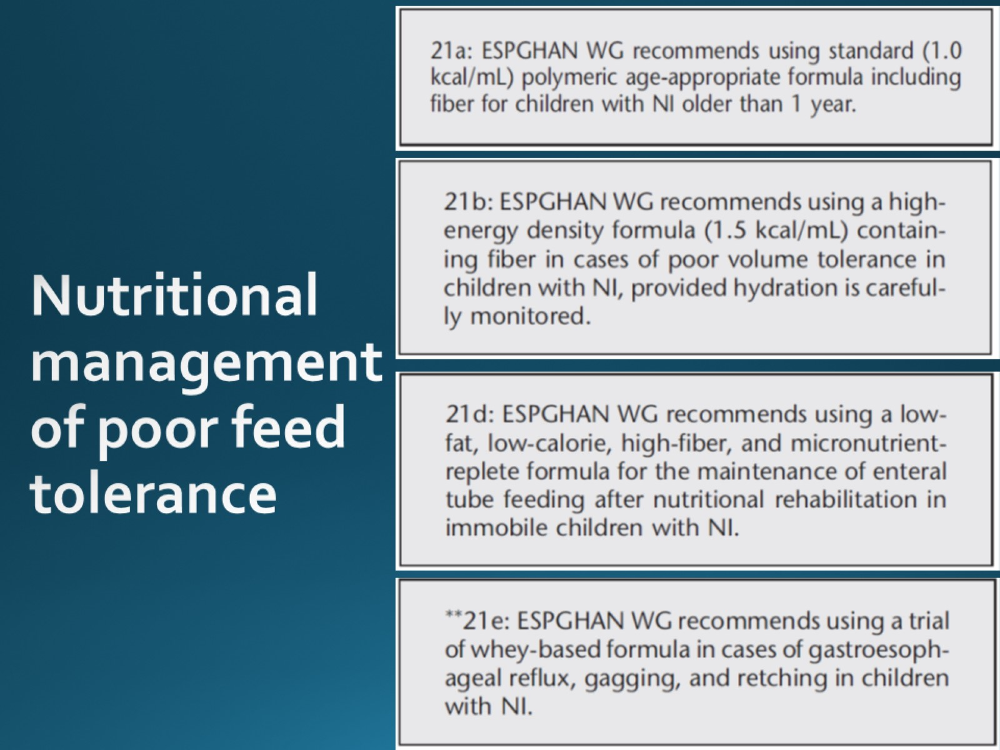 Nutritional
management
of poor feed
tolerance
21a: ESPGHAN WG recommends using standard (1.0
kcal/mL) polymeric age-appropriate formula including
fiber for children with NI older than 1 year.
21b: ESPGHAN WG recommends using a high-
energy density formula (1.5 kcal/mL) contain-
ing fiber in cases of poor volume tolerance in
children with NI, provided hydration is careful-
ly monitored.
21d: ESPGHAN WG recommends using a low-
fat, low-calorie, high-fiber, and micronutrient-
replete formula for the maintenance of enteral
tube feeding after nutritional rehabilitation in
immobile children with NI.
**21e: ESPGHAN WG recommends using a trial
of whey-based formula in cases of gastroesoph-
ageal reflux, gagging, and retching in children
with NI.